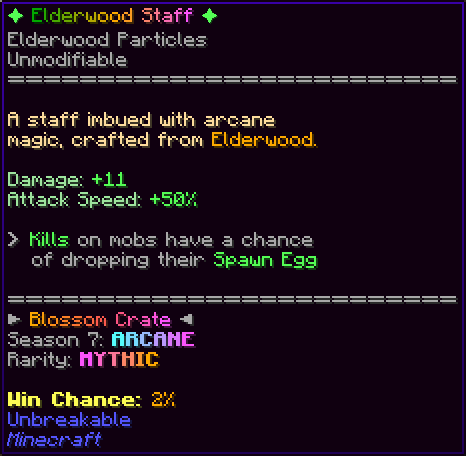 ✦ Elderwood Staff ✦
Elderwood Particles
Unmodifiable
============================
A staff imbued with arcane
magic, crafted from Elderwood.
Damage: +11
Attack Speed: +50%
> Kills on mobs have a chance
of dropping their Spawn Egg
============================
► Blossom Crate ◄
Season 7: ARCANE
Rarity: MYTHIC
Win Chance: 2%
Unbreakable
Minecraft